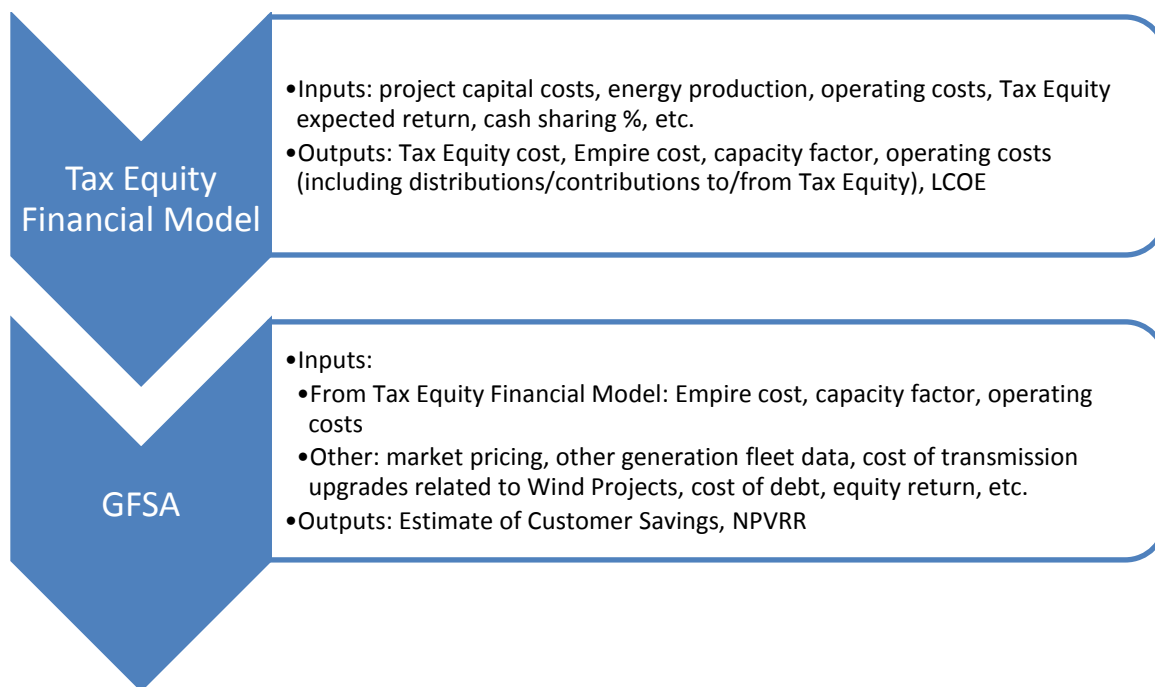 Tax Equity
Financial Model
•Inputs: project capital costs, energy production, operating costs, Tax Equity
expected return, cash sharing %, etc.
•Outputs: Tax Equity cost, Empire cost, capacity factor, operating costs
(including distributions/contributions to/from Tax Equity), LCOE
GFSA
•Inputs:
•From Tax Equity Financial Model: Empire cost, capacity factor, operating
costs
•Other: market pricing, other generation fleet data, cost of transmission
upgrades related to Wind Projects, cost of debt, equity return, etc.
•Outputs: Estimate of Customer Savings, NPVRR